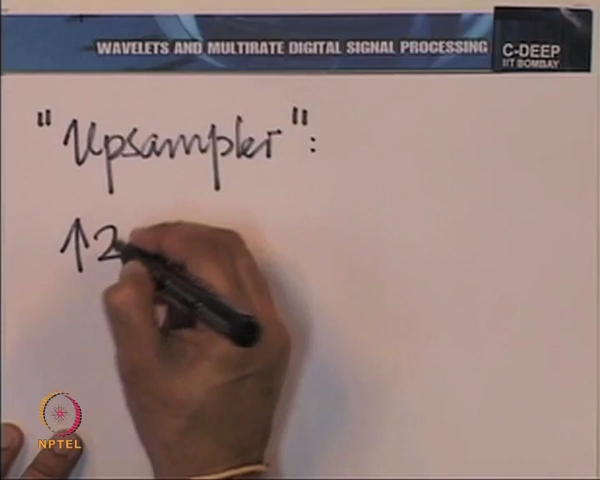 WAVELETS AND MULTIRATE DIGITAL SIGNAL PROCESSING
C-DEEP
IIT BOMBAY
"Upsampler":
↑2
NPTEL